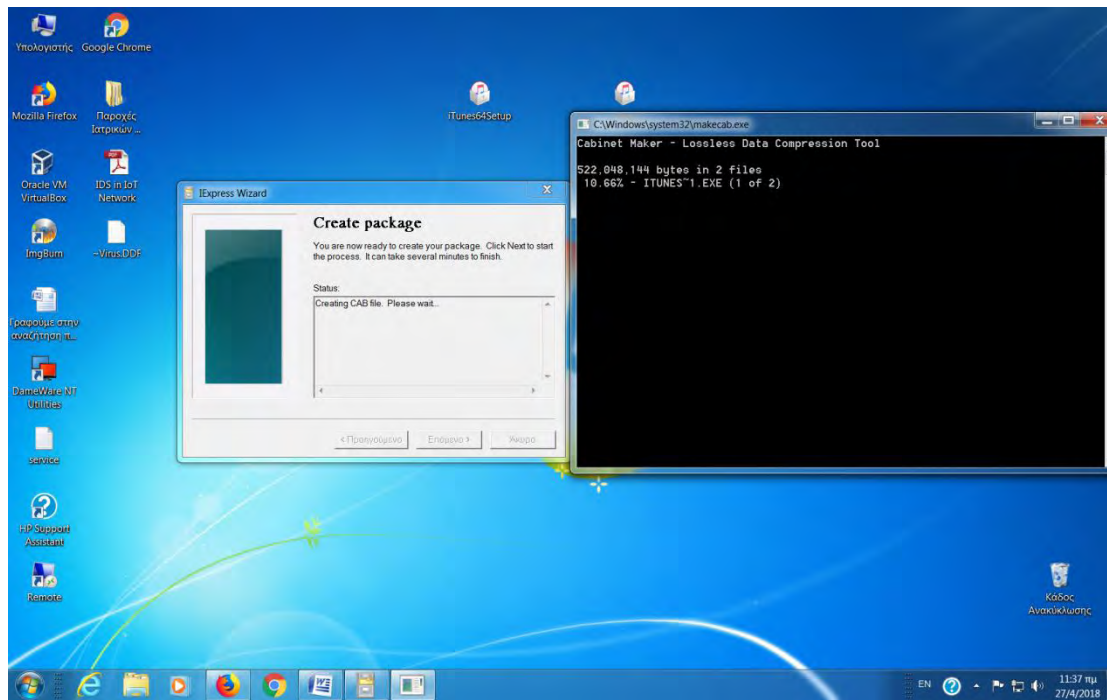 Υπολογιστής
Google Chrome
Mozilla Firefox
Παροχές
Ιατρικών ...
iTunes64Setup
Oracle VM
VirtualBox
IDS in IoT
Network
ImgBurn
~Virus.DDF
Γραφουμε στην
αναζήτηση π...
DameWare NT
Utilities
service
HP Support
Assistant
Remote
IExpress Wizard
Create package
You are now ready to create your package. Click Next to start
the process. It can take several minutes to finish.
Status:
Creating CAB file. Please wait...
< Προηγούμενο
Επόμενο >
Άκυρο
C:\Windows\system32\makecab.exe
Cabinet Maker - Lossless Data Compression Tool
522,048,144 bytes in 2 files
10.66% - ITUNES~1.EXE (1 of 2)
Κάδος
Ανακύκλωσης
EN
11:37 πμ
27/4/2018